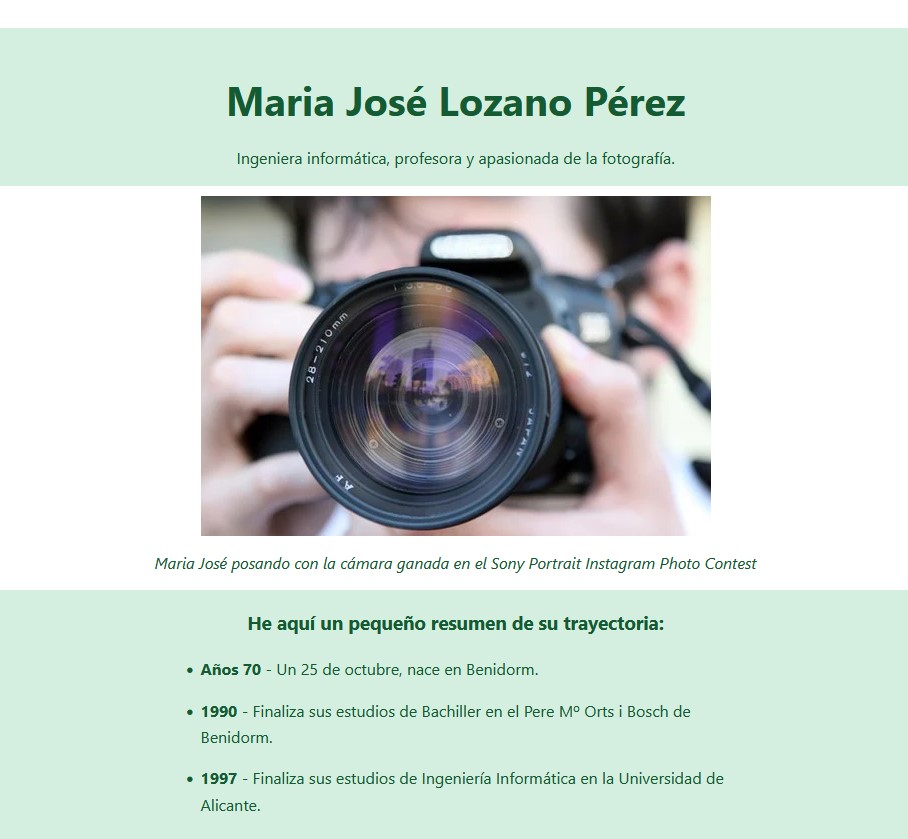 Maria José Lozano Pérez
Ingeniera informática, profesora y apasionada de la fotografía.
28-210mm
JAPAN
AF
Maria José posando con la cámara ganada en el Sony Portrait Instagram Photo Contest
He aquí un pequeño resumen de su trayectoria:
• Años 70 - Un 25 de octubre, nace en Benidorm.
• 1990 - Finaliza sus estudios de Bachiller en el Pere Mº Orts i Bosch de
Benidorm.
• 1997 - Finaliza sus estudios de Ingeniería Informática en la Universidad de
Alicante.